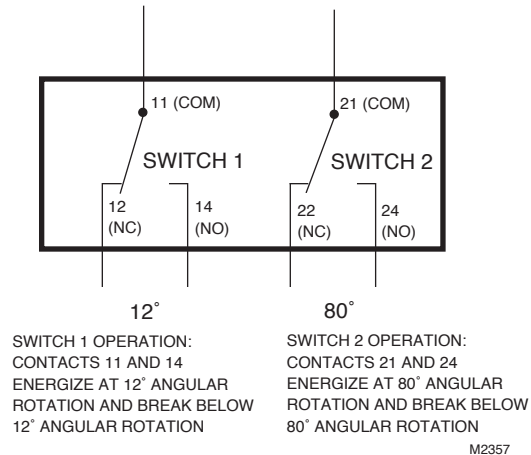 11 (COM)
21 (COM)
SWITCH 1
SWITCH 2
12
(NC)
14
(NO)
22
(NC)
24
(NO)
12˚
80˚
SWITCH 1 OPERATION:
CONTACTS 11 AND 14
ENERGIZE AT 12˚ ANGULAR
ROTATION AND BREAK BELOW
12˚ ANGULAR ROTATION
SWITCH 2 OPERATION:
CONTACTS 21 AND 24
ENERGIZE AT 80˚ ANGULAR
ROTATION AND BREAK BELOW
80˚ ANGULAR ROTATION
M2357